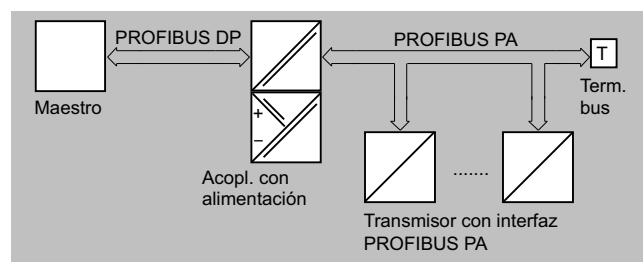 PROFIBUS DP
PROFIBUS PA
T
Maestro
Term.
bus
+
−
Acopl. con
alimentación
.......
Transmisor con interfaz
PROFIBUS PA